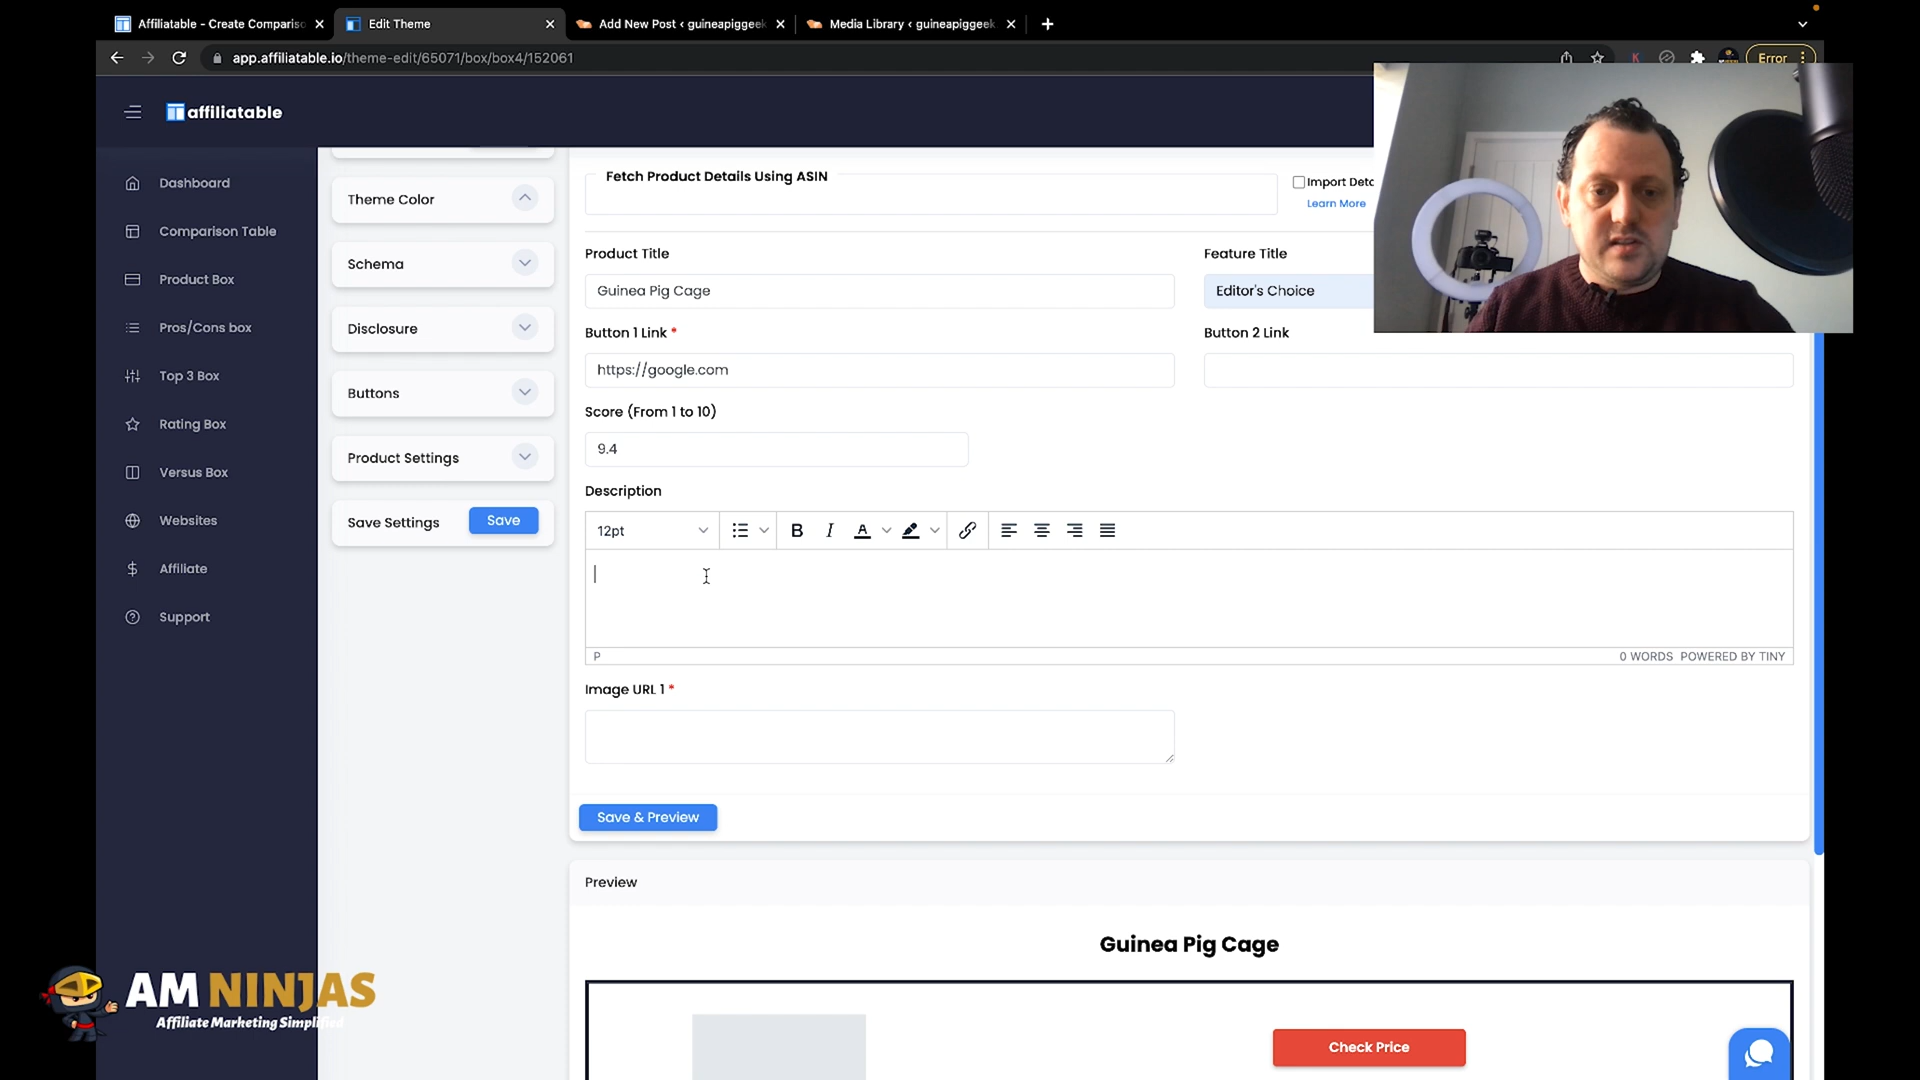 Affiliatable - Create Compariso
Edit Theme
Add New Post ‹ guineapiggeek
Media Library ‹ guineapiggeek
app.affiliatable.io/theme-edit/65071/box/box4/152061
Error
affiliatable
Dashboard
Comparison Table
Product Box
Pros/Cons box
Top 3 Box
Rating Box
Versus Box
Websites
Affiliate
Support
Theme Color
Schema
Disclosure
Buttons
Product Settings
Save Settings
Save
Fetch Product Details Using ASIN
Import Deta
Learn More
Product Title
Feature Title
Guinea Pig Cage
Editor's Choice
Button 1 Link *
Button 2 Link
https://google.com
Score (From 1 to 10)
9.4
Description
12pt
B I A
P
0 WORDS POWERED BY TINY
Image URL 1 *
Save & Preview
Preview
Guinea Pig Cage
Check Price
AM NINJAS
Affiliate Marketing Simplified